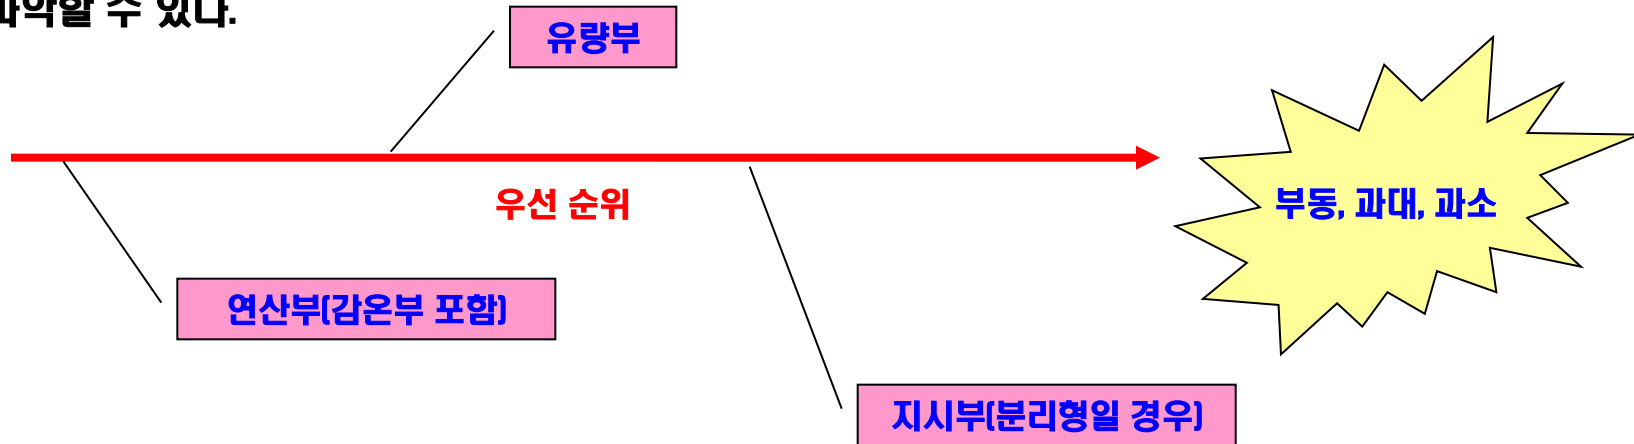 파악할 수 있다.
유량부
우선 순위
부동, 과대, 과소
연산부(감온부 포함)
지시부(분리형일 경우)